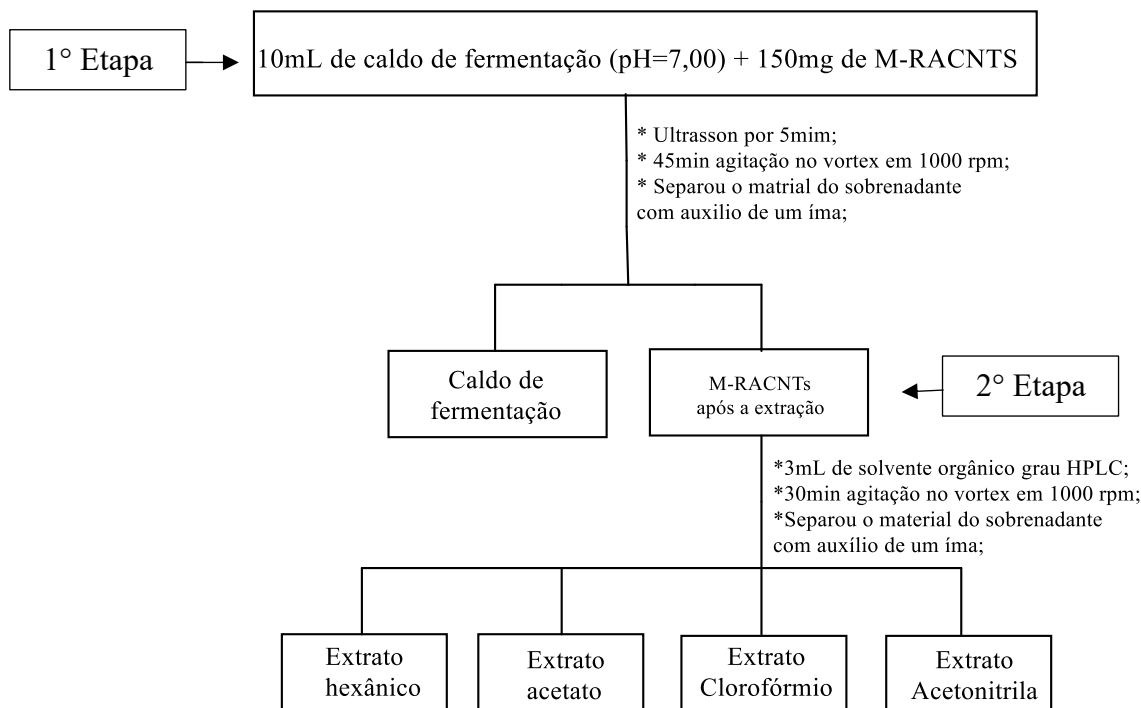 1° Etapa
10mL de caldo de fermentação (pH=7,00) + 150mg de M-RACNTS
* Ultrasson por 5mim;
* 45min agitação no vortex em 1000 rpm;
* Separou o matrial do sobrenadante
com auxilio de um íma;
Caldo de
fermentação
M-RACNTs
após a extração
2° Etapa
*3mL de solvente orgânico grau HPLC;
*30min agitação no vortex em 1000 rpm;
*Separou o material do sobrenadante
com auxílio de um íma;
Extrato
hexânico
Extrato
acetato
Extrato
Clorofórmio
Extrato
Acetonitrila